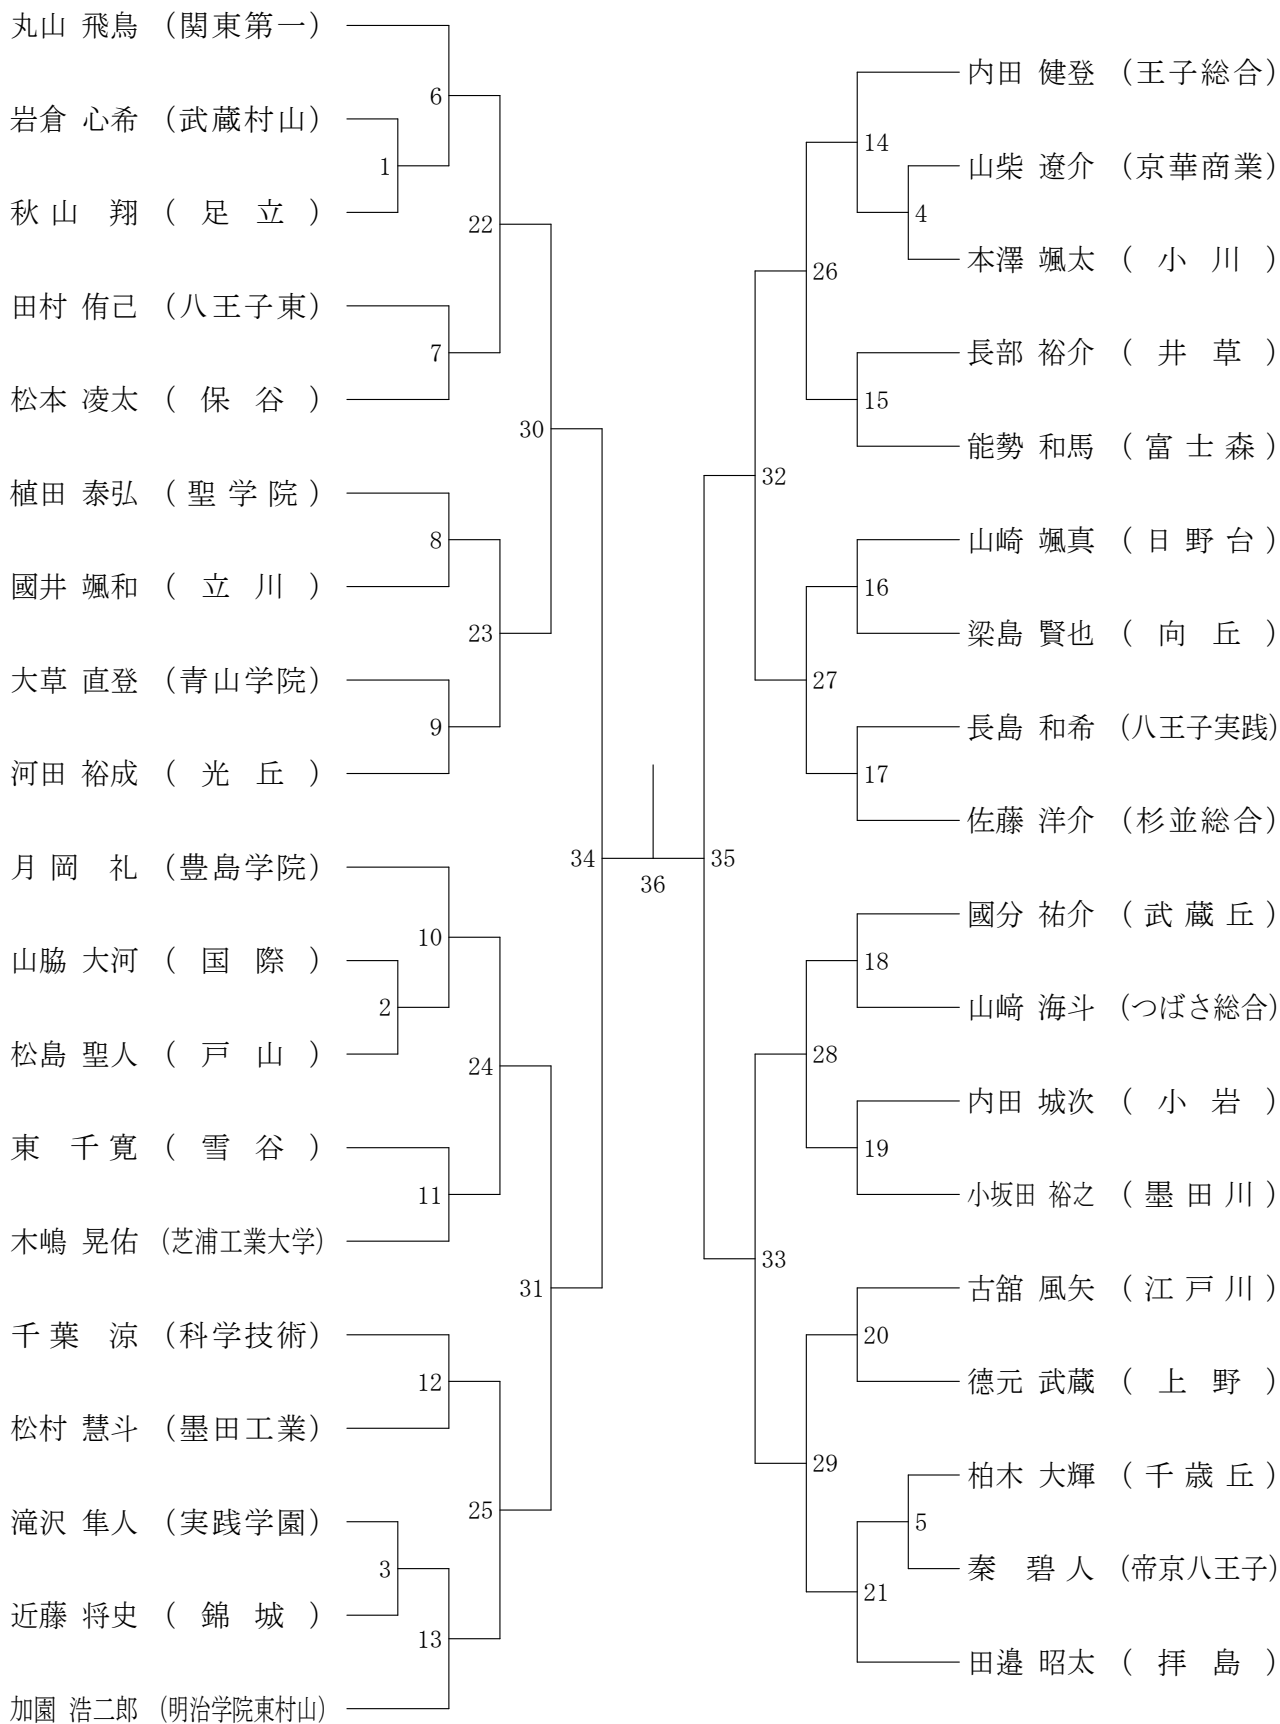 丸山 飛鳥 (関東第一)
岩倉 心希 (武蔵村山)
秋山 翔 (足立)
田村 侑己 (八王子東)
松本 凌太 (保谷)
植田 泰弘 (聖学院)
國井 颯和 (立川)
大草 直登 (青山学院)
河田 裕成 (光丘)
月岡 礼 (豊島学院)
山脇 大河 (国際)
松島 聖人 (戸山)
東 千寛 (雪谷)
木嶋 晃佑 (芝浦工業大学)
千葉 涼 (科学技術)
松村 慧斗 (墨田工業)
滝沢 隼人 (実践学園)
近藤 将史 (錦城)
加園 浩二郎 (明治学院東村山)
6
1
22
7
30
8
23
9
34
10
2
24
11
31
12
25
3
13
36
14
4
26
15
32
16
27
17
35
18
28
19
33
20
29
5
21
内田 健登 (王子総合)
山柴 遼介 (京華商業)
本澤 颯太 (小川)
長部 裕介 (井草)
能勢 和馬 (富士森)
山崎 颯真 (日野台)
梁島 賢也 (向丘)
長島 和希 (八王子実践)
佐藤 洋介 (杉並総合)
國分 祐介 (武蔵丘)
山﨑 海斗 (つばさ総合)
内田 城次 (小岩)
小坂田 裕之 (墨田川)
古舘 風矢 (江戸川)
德元 武蔵 (上野)
柏木 大輝 (千歳丘)
秦 碧人 (帝京八王子)
田邉 昭太 (拝島)